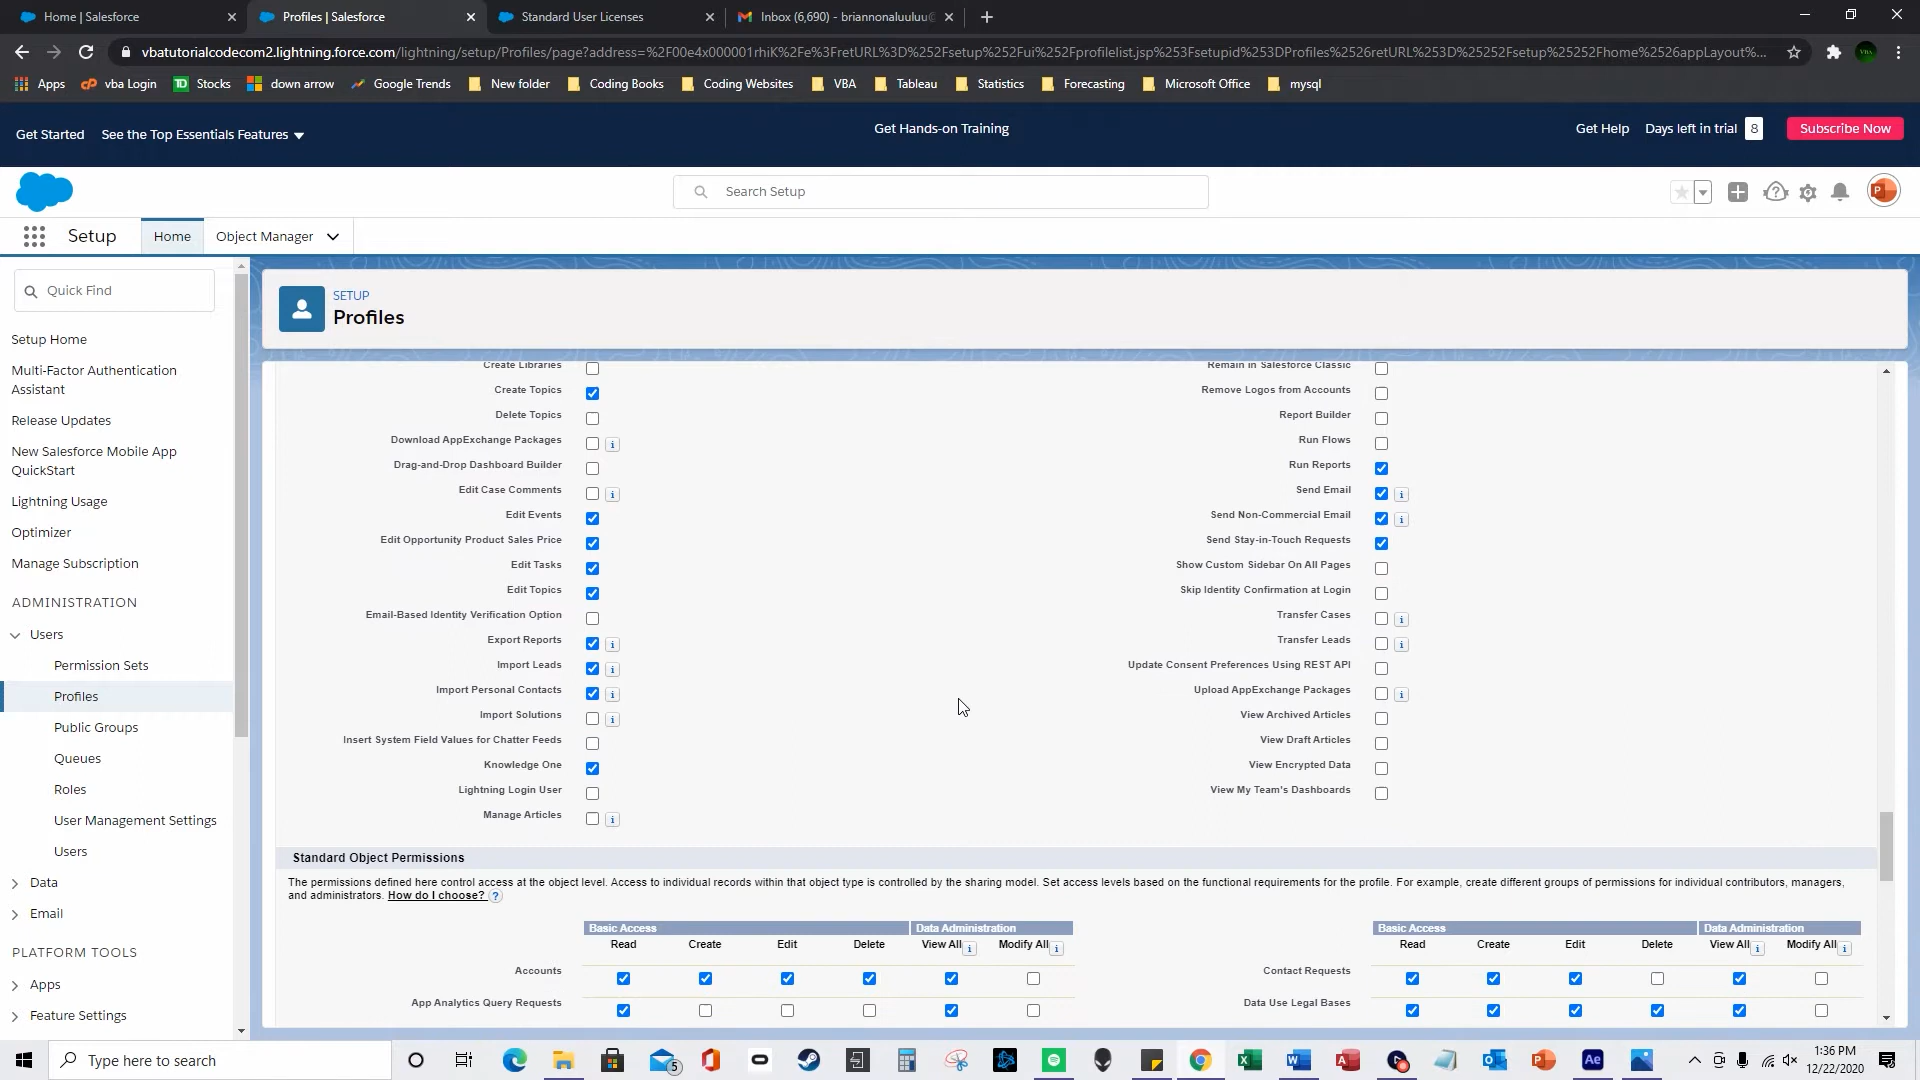 Home | Salesforce
Profiles | Salesforce
Standard User Licenses
Inbox (6,690) - briannonaluuluu@
vbatutorialcodecom2.lightning.force.com/lightning/setup/Profiles/page?address=%2F00e4x000001rhiK%2Fe%3FretURL%3D%252Fsetup%252Fui%252Fprofilelist.jsp%253Fsetupid%253DProfiles%2526retURL%253D%25252Fsetup%25252Fhome%2526appLayout%...
Apps
vba Login
TD Stocks
down arrow
Google Trends
New folder
Coding Books
Coding Websites
VBA
Tableau
Statistics
Forecasting
Microsoft Office
mysql
Get Started
See the Top Essentials Features
Get Hands-on Training
Get Help
Days left in trial 8
Subscribe Now
Search Setup
Setup
Home
Object Manager
Quick Find
Setup Home
Multi-Factor Authentication
Assistant
Release Updates
New Salesforce Mobile App
QuickStart
Lightning Usage
Optimizer
Manage Subscription
ADMINISTRATION
Users
Permission Sets
Profiles
Public Groups
Queues
Roles
User Management Settings
Users
Data
Email
PLATFORM TOOLS
Apps
Feature Settings
SETUP
Profiles
Create Libraries
Create Topics
Delete Topics
Download AppExchange Packages
Drag-and-Drop Dashboard Builder
Edit Case Comments
Edit Events
Edit Opportunity Product Sales Price
Edit Tasks
Edit Topics
Email-Based Identity Verification Option
Export Reports
Import Leads
Import Personal Contacts
Import Solutions
Insert System Field Values for Chatter Feeds
Knowledge One
Lightning Login User
Manage Articles
Remain in Salesforce Classic
Remove Logos from Accounts
Report Builder
Run Flows
Run Reports
Send Email
Send Non-Commercial Email
Send Stay-in-Touch Requests
Show Custom Sidebar On All Pages
Skip Identity Confirmation at Login
Transfer Cases
Transfer Leads
Update Consent Preferences Using REST API
Upload AppExchange Packages
View Archived Articles
View Draft Articles
View Encrypted Data
View My Team's Dashboards
Standard Object Permissions
The permissions defined here control access at the object level. Access to individual records within that object type is controlled by the sharing model. Set access levels based on the functional requirements for the profile. For example, create different groups of permissions for individual contributors, managers,
and administrators. How do I choose? ?
Basic Access Data Administration
Read Create Edit Delete View All Modify All
Accounts
App Analytics Query Requests
Basic Access Data Administration
Read Create Edit Delete View All Modify All
Contact Requests
Data Use Legal Bases
Type here to search
5
Ae
1:36 PM
12/22/2020